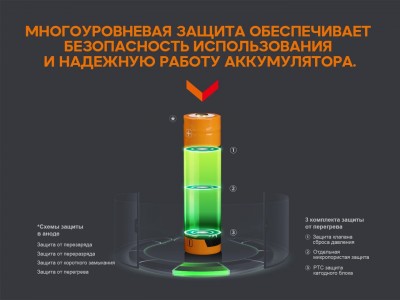 МНОГОУРОВНЕВАЯ ЗАЩИТА ОБЕСПЕЧИВАЕТ
БЕЗОПАСНОСТЬ ИСПОЛЬЗОВАНИЯ
И НАДЕЖНУЮ РАБОТУ АККУМУЛЯТОРА.
*
1
2
3
*Схемы защиты
в аноде
Защита от перезаряда
Защита от переразряда
Защита от короткого замыкания
Защита от перегрева
3 комплекта защиты
от перегрева
1 Защита клапана
сброса давления
2 Отдельная
микропористая защита
3 PTC защита
катодного блока